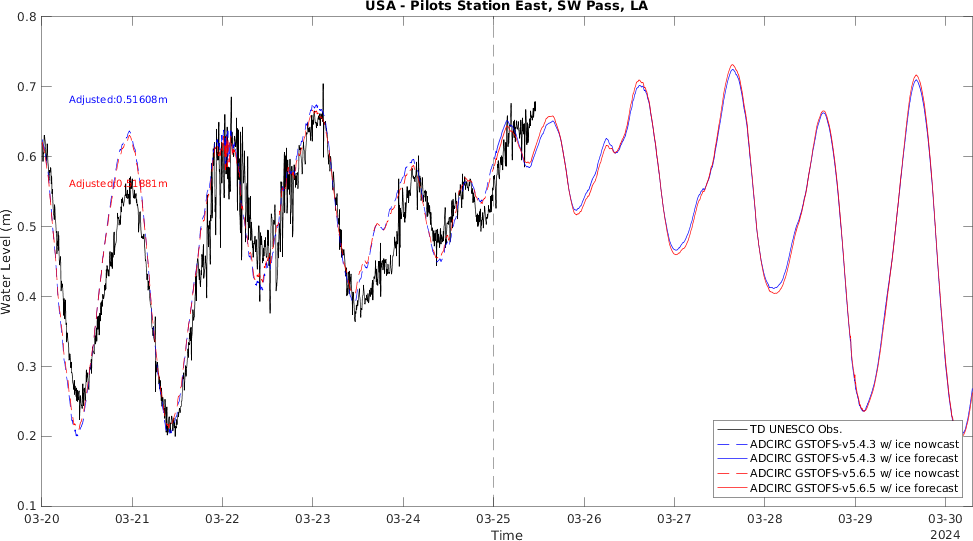 USA - Pilots Station East, SW Pass, LA
0.8
0.7
0.6
0.5
0.4
0.3
0.2
0.1
Water Level (m)
Adjusted:0.51608m
Adjusted:0.51881m
03-20
03-21
03-22
03-23
03-24
03-25
03-26
03-27
03-28
03-29
03-30
2024
Time
TD UNESCO Obs.
ADCIRC GSTOFS-v5.4.3 w/ ice nowcast
ADCIRC GSTOFS-v5.4.3 w/ ice forecast
ADCIRC GSTOFS-v5.6.5 w/ ice nowcast
ADCIRC GSTOFS-v5.6.5 w/ ice forecast